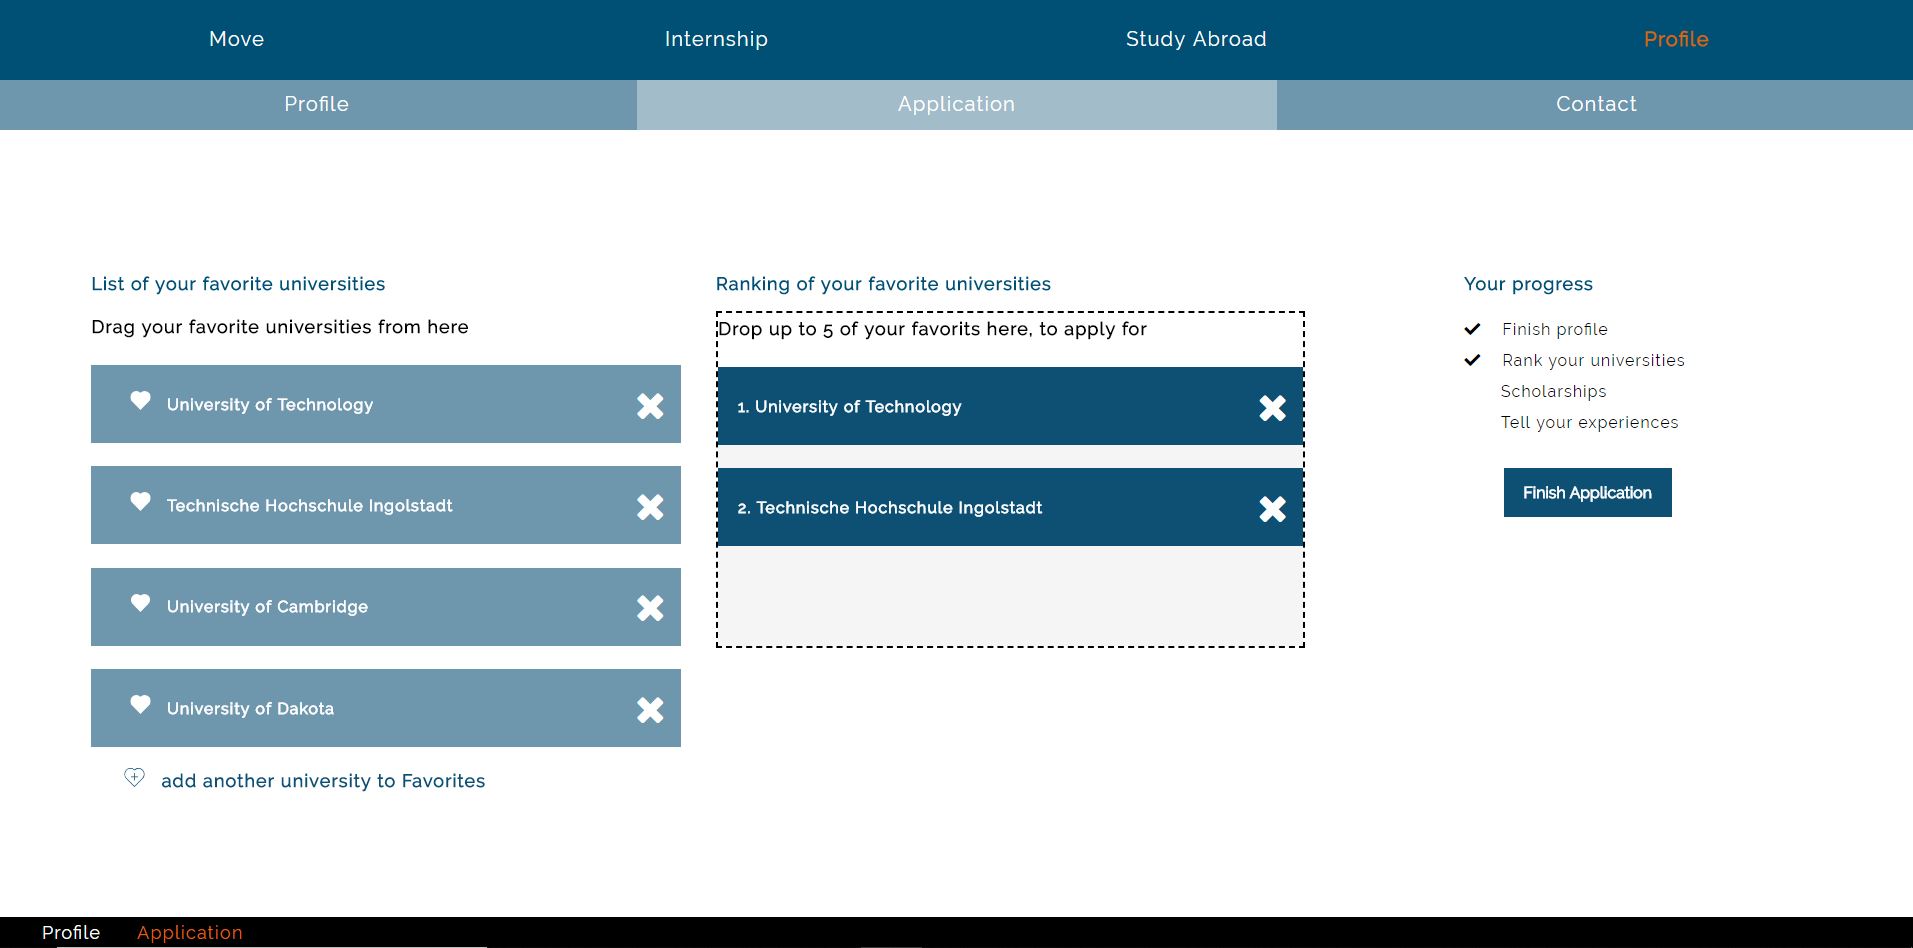 Move Internship Study Abroad Profile
Profile Application Contact
List of your favorite universities
Drag your favorite universities from here
University of Technology
Technische Hochschule Ingolstadt
University of Cambridge
University of Dakota
add another university to Favorites
Ranking of your favorite universities
Drop up to 5 of your favorits here, to apply for
1. University of Technology
2. Technische Hochschule Ingolstadt
Your progress
Finish profile
Rank your universities
Scholarships
Tell your experiences
Finish Application
Profile Application